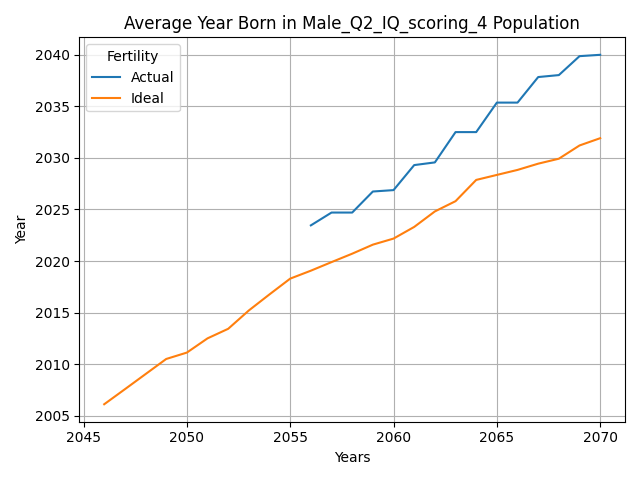 Average Year Born in Male_Q2_IQ_scoring_4 Population
Fertility
Actual
Ideal
2040
2035
2030
2025
2020
2015
2010
2005
Year
2045 2050 2055 2060 2065 2070
Years